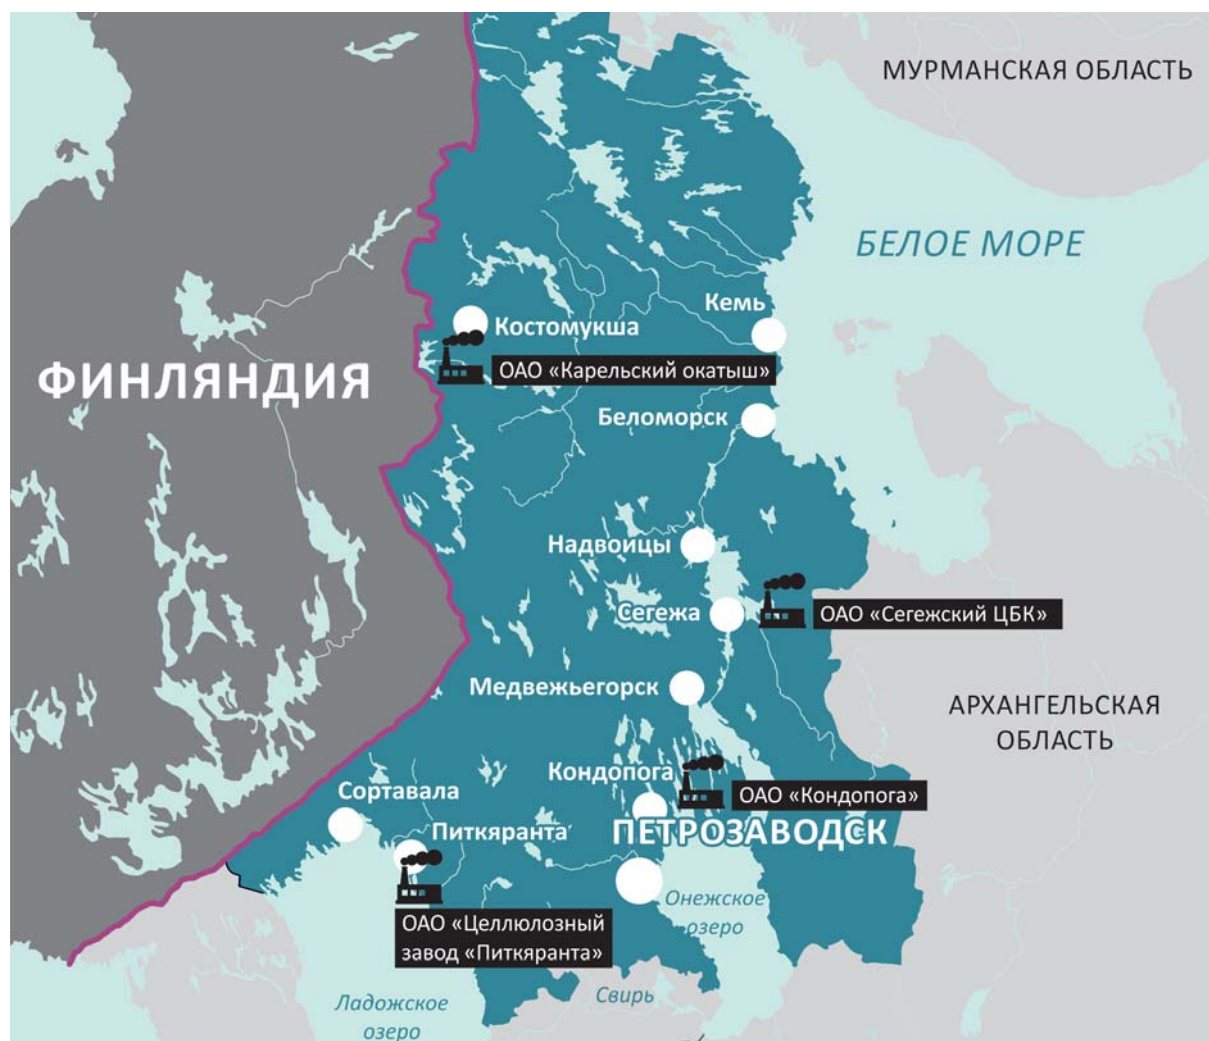 МУРМАНСКАЯ ОБЛАСТЬ
БЕЛОЕ МОРЕ
Кемь
Костомукша
ОАО «Карельский окатыш»
ФИНЛЯНДИЯ
Беломорск
Надвоицы
Сегежа
ОАО «Сегежский ЦБК»
Медвежьегорск
АРХАНГЕЛЬСКАЯ
ОБЛАСТЬ
Кондопога
ОАО «Кондопога»
Сортавала
Питкяранта
ПЕТРОЗАВОДСК
Онежское
озеро
ОАО «Целлюлозный
завод «Питкяранта»
Свирь
Ладожское
озеро